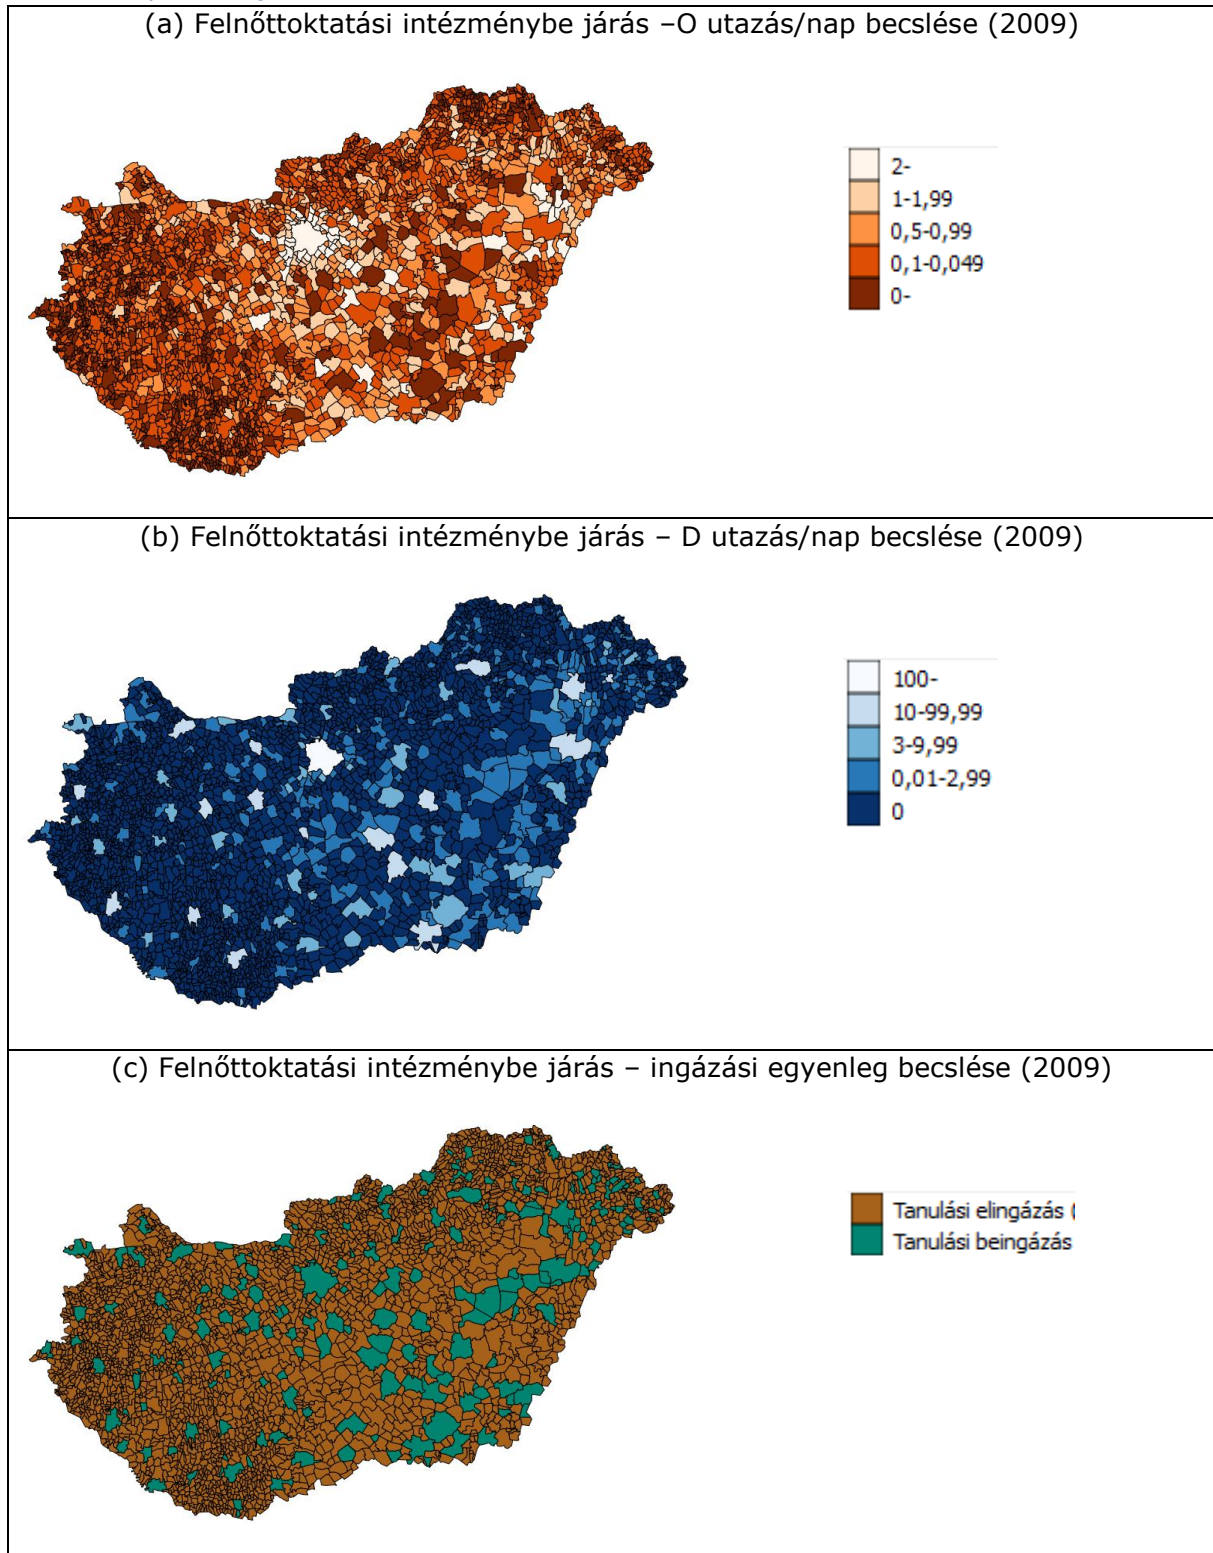 (a) Felnőttoktatási intézménybe járás –O utazás/nap becslése (2009)
2-
1-1,99
0,5-0,99
0,1-0,049
0-
(b) Felnőttoktatási intézménybe járás – D utazás/nap becslése (2009)
100-
10-99,99
3-9,99
0,01-2,99
0
(c) Felnőttoktatási intézménybe járás – ingázási egyenleg becslése (2009)
Tanulási elingázás (
Tanulási beingázás